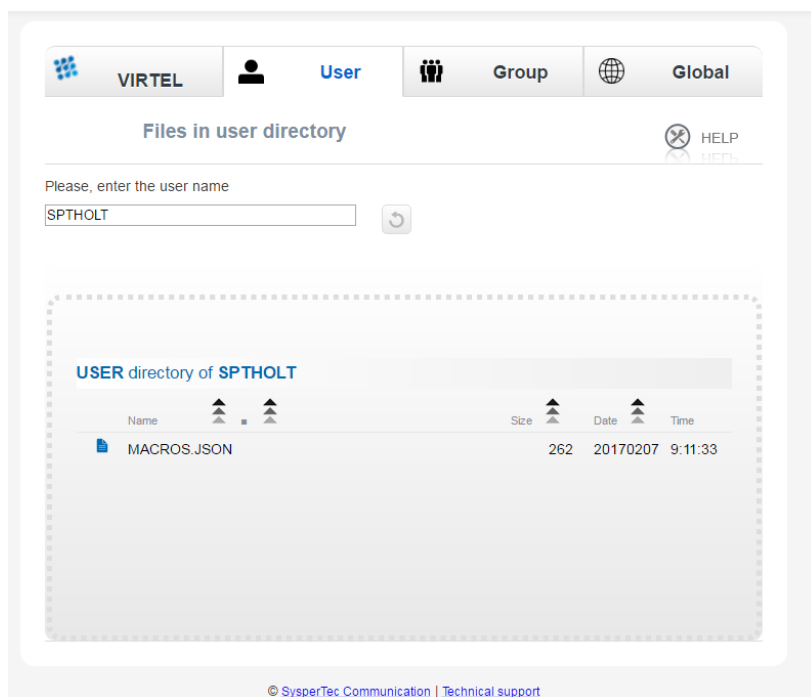 VIRTEL User Group Global
Files in user directory
HELP
Please, enter the user name
SPTHOLT
USER directory of SPTHOLT
Name . Size Date Time
MACROS.JSON 262 20170207 9:11:33
© SysperTec Communication | Technical support